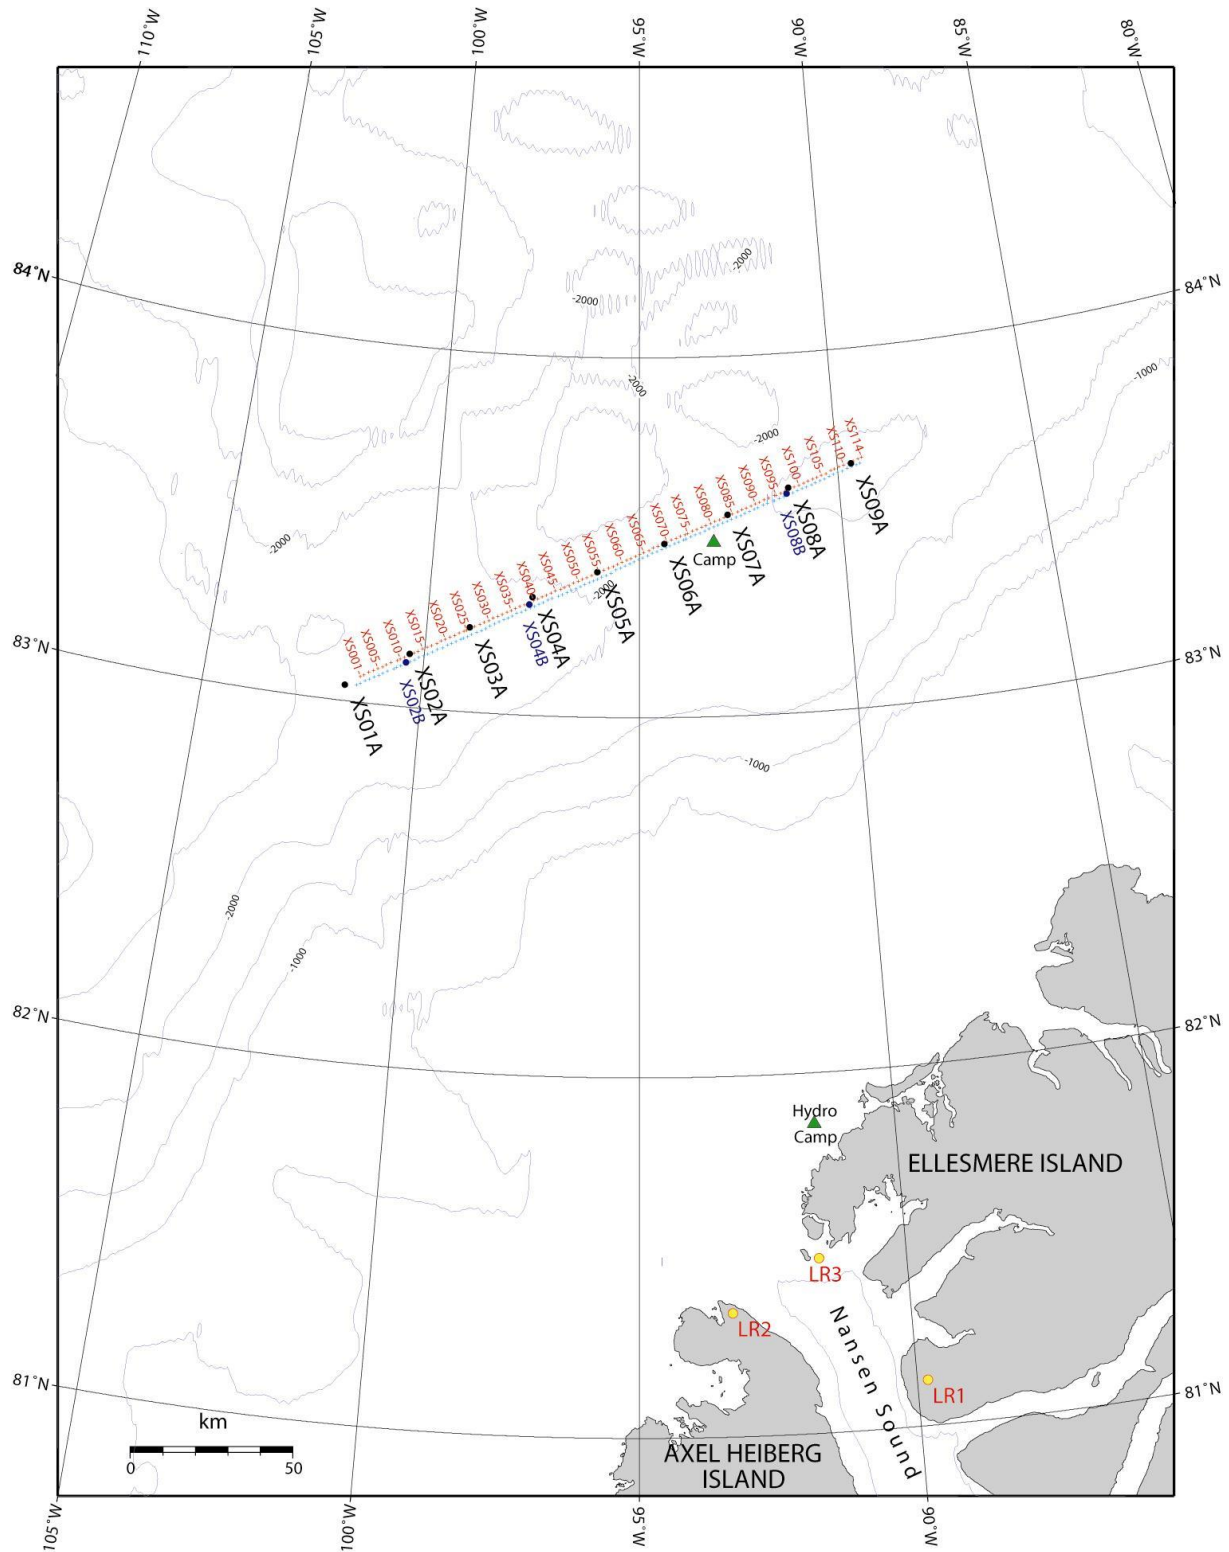 110°W
105°W
100°W
95°W
90°W
85°W
80°W
84°N
84°N
-2000
-2000
-2000
-1000
-2000
XS114
XS110
XS105
XS100
XS095
XS090
XS085
XS080
XS075
XS070
XS065
XS060
XS055
XS050
XS045
XS040
XS035
XS030
XS025
XS020
XS015
XS010
XS005
XS001
-2000
-2000
XS09A
XS08A
XS08B
XS07A
Camp
XS06A
XS05A
XS04A
XS04B
XS03A
XS02A
XS02B
XS01A
83°N
83°N
-1000
-2000
-1000
82°N
82°N
Hydro
Camp
ELLESMERE ISLAND
LR3
LR2
Nansen Sound
LR1
81°N
81°N
km
0
50
AXEL HEIBERG
ISLAND
105°W
100°W
95°W
90°W